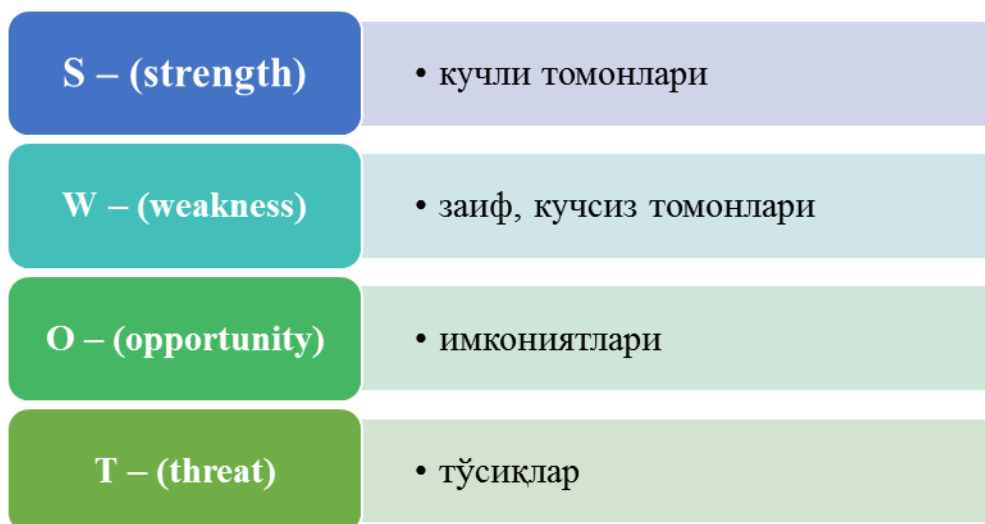 S – (strength)
• кучли томонлари
W – (weakness)
• заиф, кучсиз томонлари
O – (opportunity)
• имкониятлари
T – (threat)
• тўсиқлар